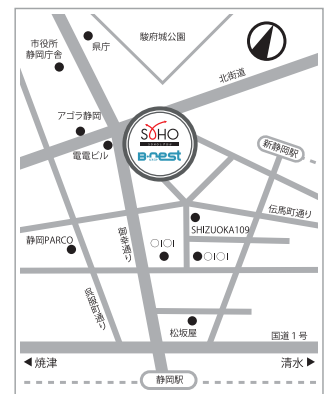 駿府城公園
市役所
静岡庁舎
県庁
北街道
アゴラ静岡
電電ビル
SOHO
B-nest
新静岡駅
伝馬町通り
SHIZUOKA109
静岡PARCO
御幸通り
○I○I
○I○I
呉服町通り
松坂屋
国道1号
◀焼津
清水▶
静岡駅